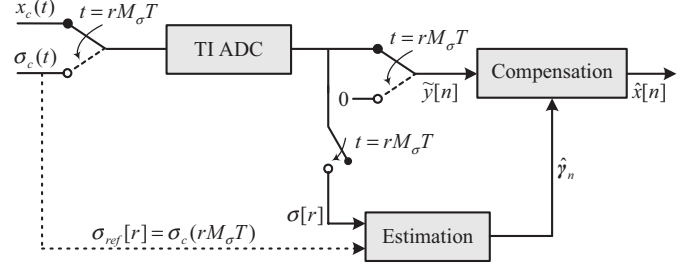 x_c(t)
t = rM_σT
σ_c(t)
TI ADC
t = rM_σT
0
ỹ[n]
Compensation
x̂[n]
t = rM_σT
γ̂_n
σ[r]
σ_ref[r] = σ_c(rM_σT)
Estimation